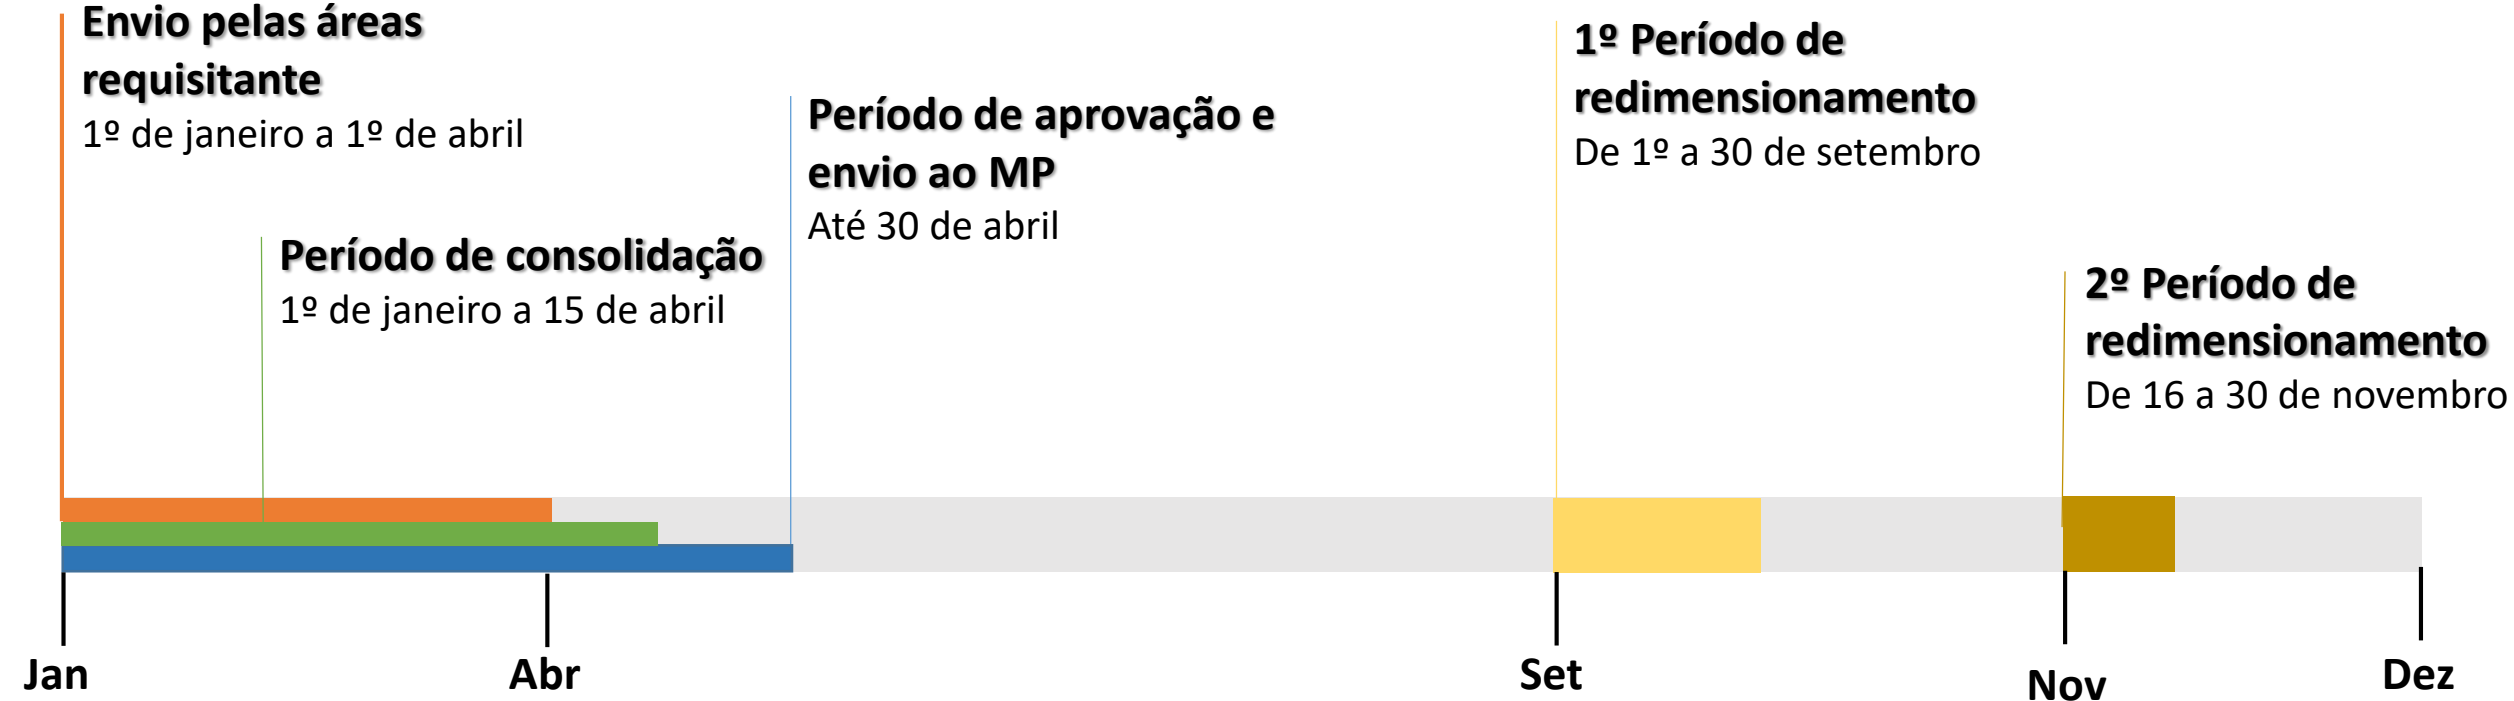 Envio pelas áreas
requisitante
1º de janeiro a 1º de abril
Período de consolidação
1º de janeiro a 15 de abril
Período de aprovação e
envio ao MP
Até 30 de abril
1º Período de
redimensionamento
De 1º a 30 de setembro
2º Período de
redimensionamento
De 16 a 30 de novembro
Jan
Abr
Set
Nov
Dez